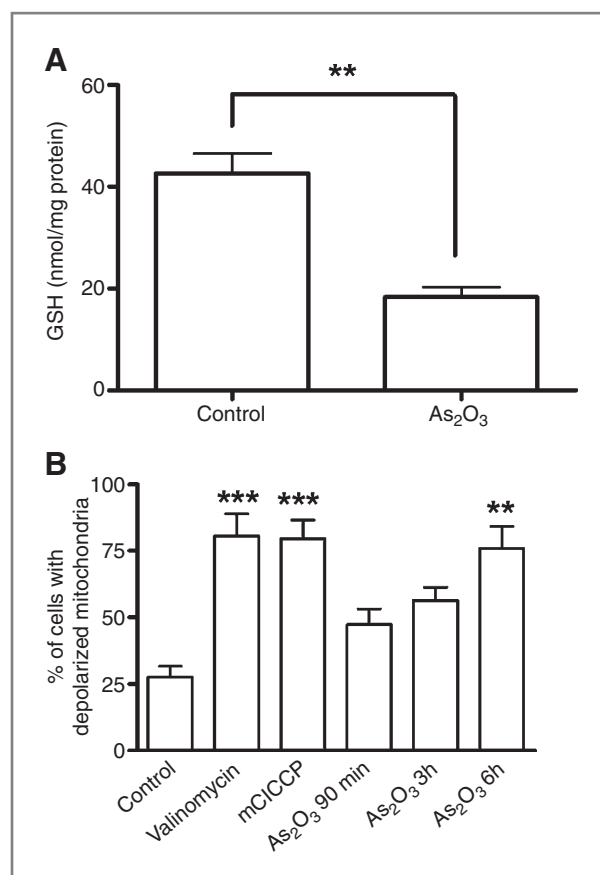 A
**
60
40
20
0
GSH (nmol/mg protein)
Control
As₂O₃
B
100
75
50
25
0
% of cells with
depolarized mitochondria
***
***
**
Control
Valinomycin
mClCCP
As₂O₃ 90 min
As₂O₃ 3h
As₂O₃ 6h